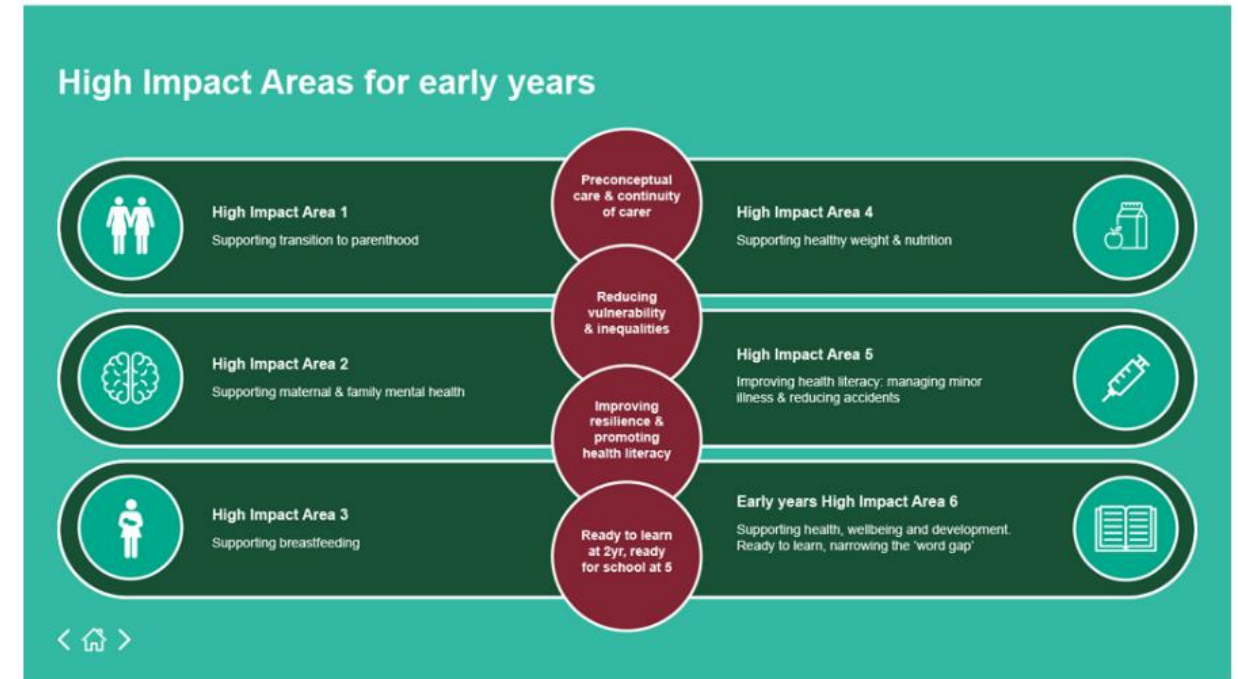 High Impact Areas for early years
High Impact Area 1
Supporting transition to parenthood
High Impact Area 2
Supporting maternal & family mental health
High Impact Area 3
Supporting breastfeeding
Preconceptual
care & continuity
of carer
Reducing
vulnerability
& inequalities
Improving
resilience &
promoting
health literacy
Ready to learn
at 2yr, ready
for school at 5
High Impact Area 4
Supporting healthy weight & nutrition
High Impact Area 5
Improving health literacy: managing minor
illness & reducing accidents
Early years High Impact Area 6
Supporting health, wellbeing and development.
Ready to learn, narrowing the 'word gap'